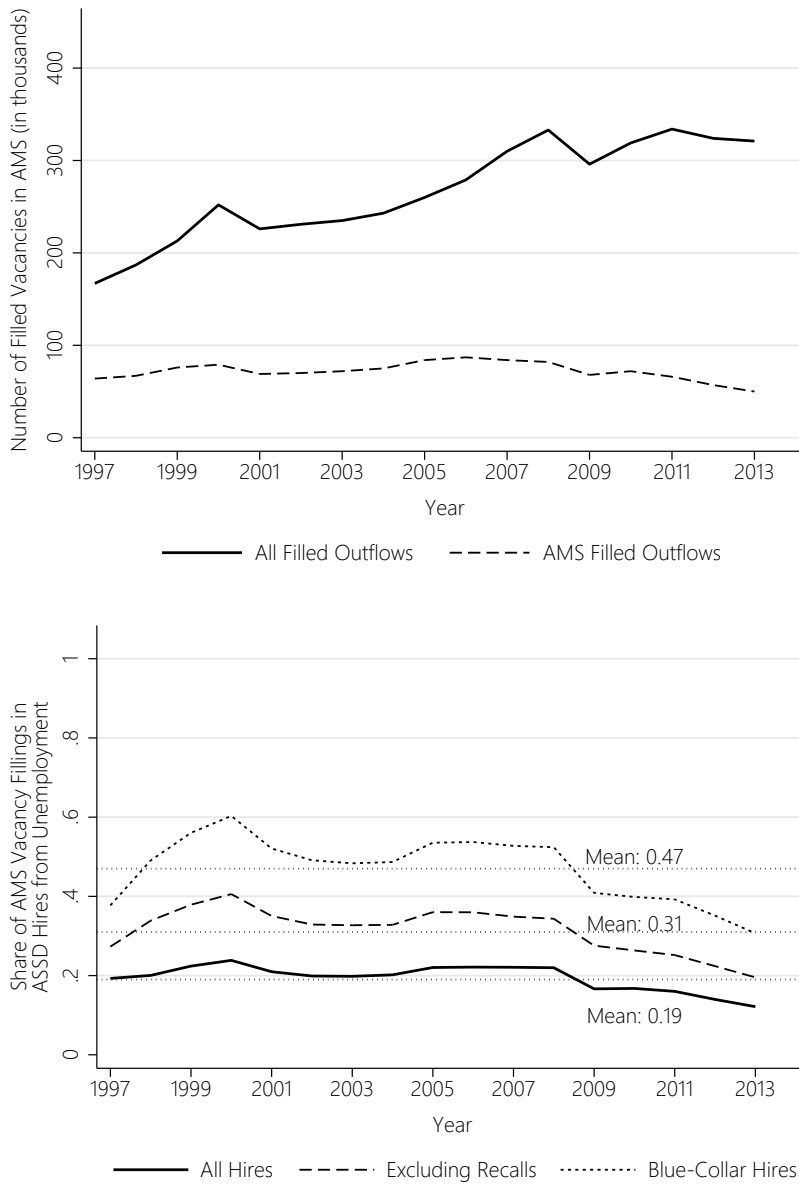 Number of Filled Vacancies in AMS (in thousands)
400
300
200
100
0
1997 1999 2001 2003 2005 2007 2009 2011 2013
Year
All Filled Outflows AMS Filled Outflows
Share of AMS Vacancy Fillings in
ASSD Hires from Unemployment
1
.8
.6
.4
.2
0
Mean: 0.47
Mean: 0.31
Mean: 0.19
1997 1999 2001 2003 2005 2007 2009 2011 2013
Year
All Hires Excluding Recalls Blue-Collar Hires